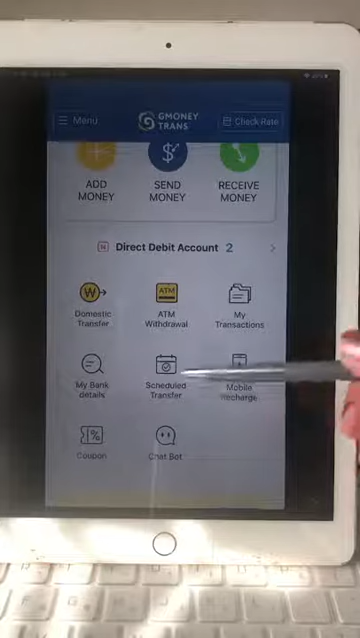 Menu
GMONEY
TRANS
Check Rate
ADD
MONEY
SEND
MONEY
RECEIVE
MONEY
Direct Debit Account 2
Domestic
Transfer
ATM
ATM
Withdrawal
My
Transactions
My Bank
details
Scheduled
Transfer
Mobile
Recharge
Coupon
Chat Bot